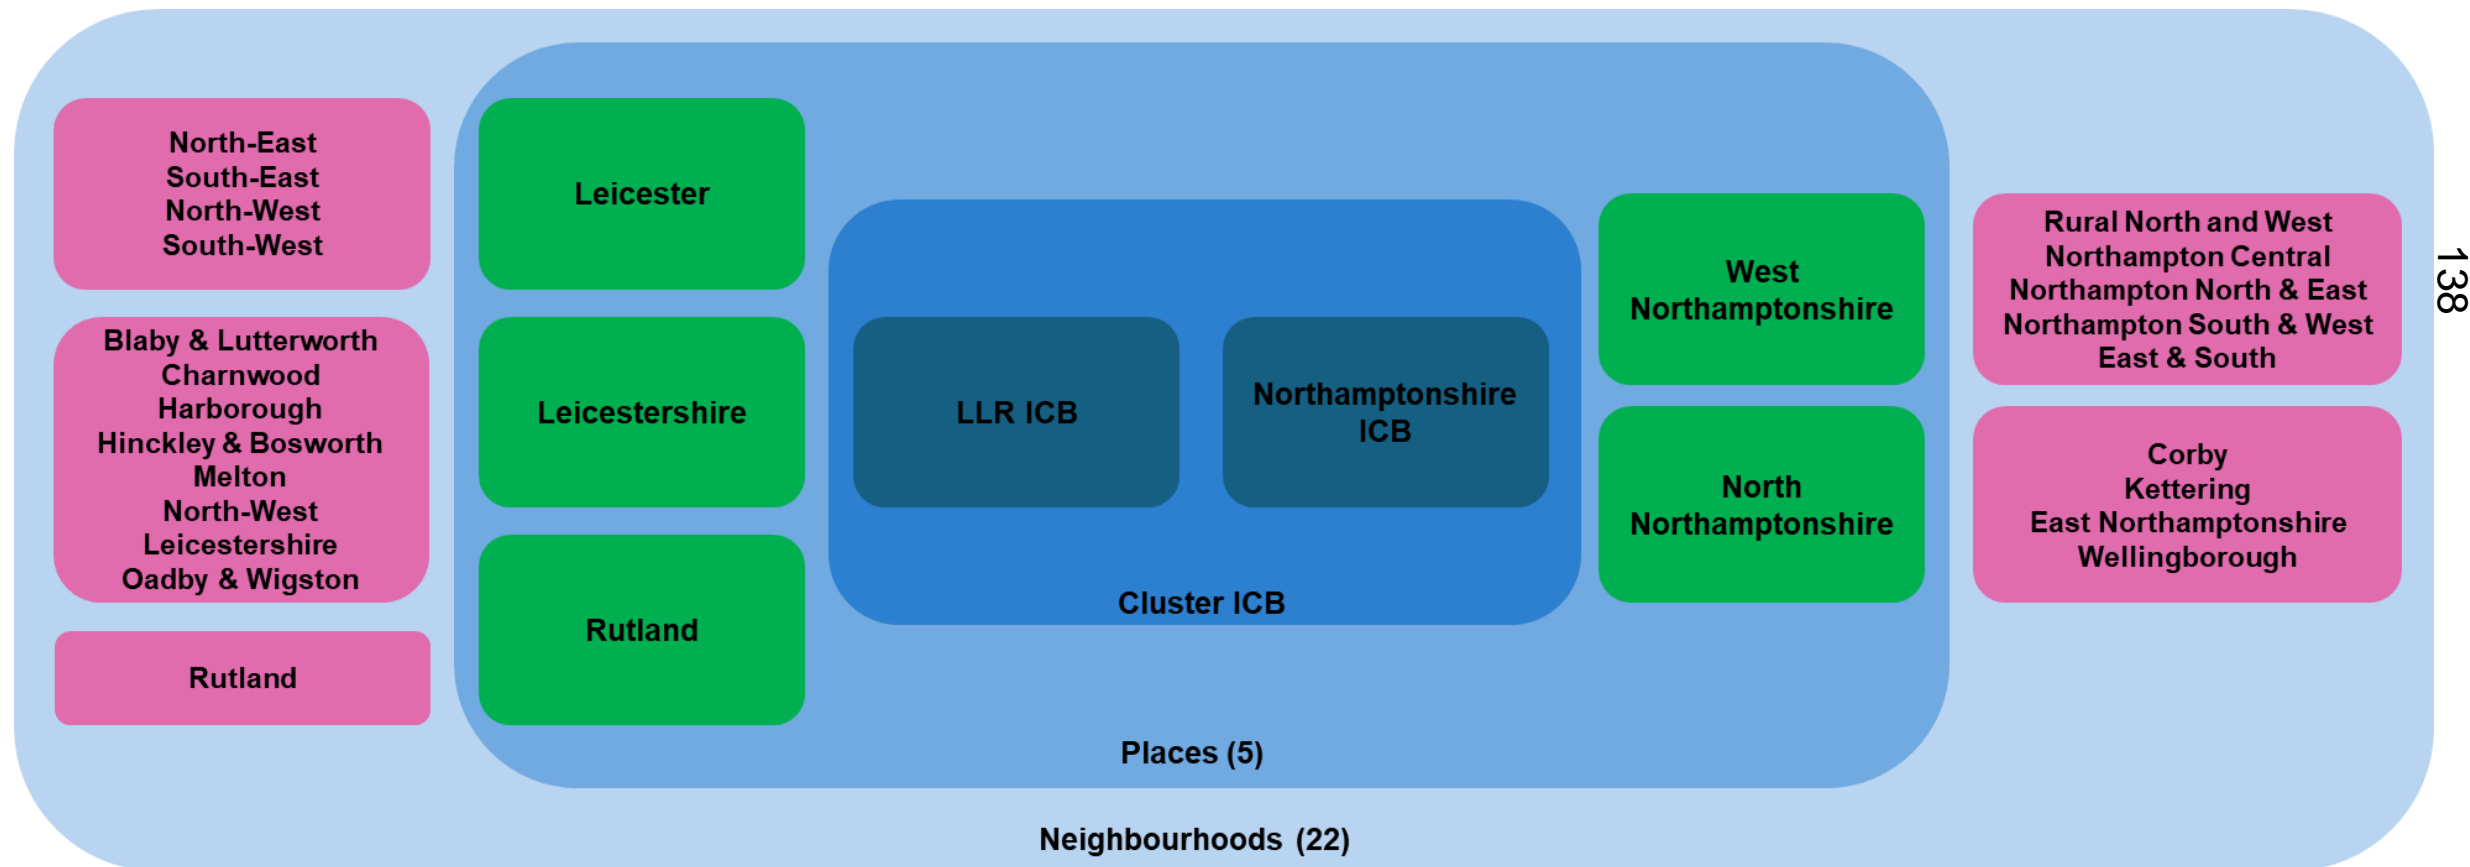 North-East
South-East
North-West
South-West
Blaby & Lutterworth
Charnwood
Harborough
Hinckley & Bosworth
Melton
North-West
Leicestershire
Oadby & Wigston
Rutland
Leicester
Leicestershire
Rutland
LLR ICB
Northamptonshire
ICB
Cluster ICB
West
Northamptonshire
North
Northamptonshire
Rural North and West
Northampton Central
Northampton North & East
Northampton South & West
East & South
Corby
Kettering
East Northamptonshire
Wellingborough
Places (5)
Neighbourhoods (22)
138